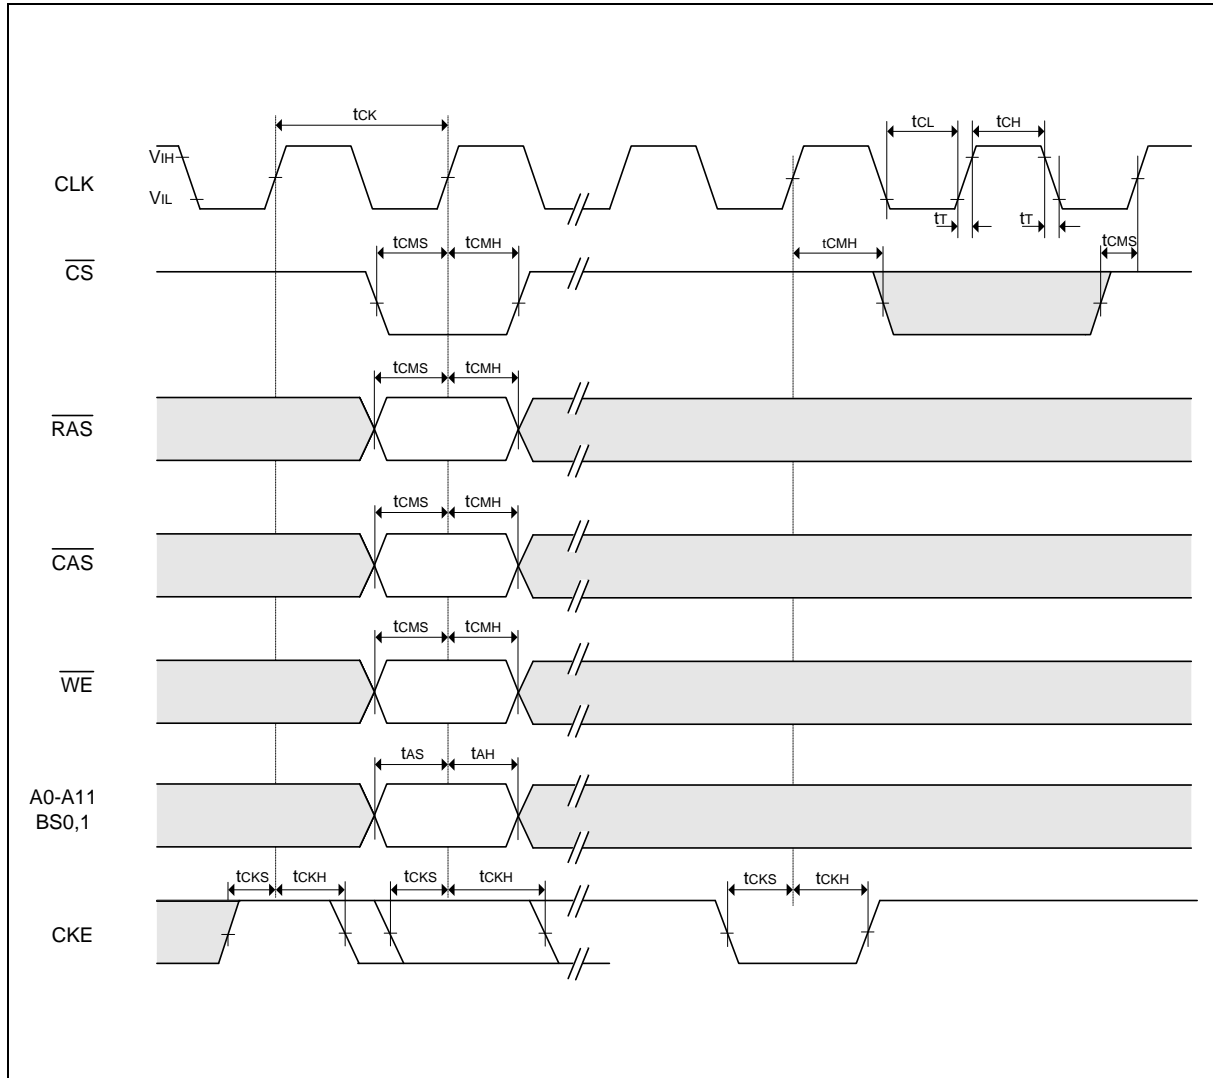 tCK
tCL
tCH
VIH
CLK
VIL
tT
tT
tCMS
tCMH
tCMH
tCMS
CS
tCMS
tCMH
RAS
tCMS
tCMH
CAS
tCMS
tCMH
WE
tAS
tAH
A0-A11
BS0,1
tCKS
tCKH
tCKS
tCKH
tCKS
tCKH
CKE